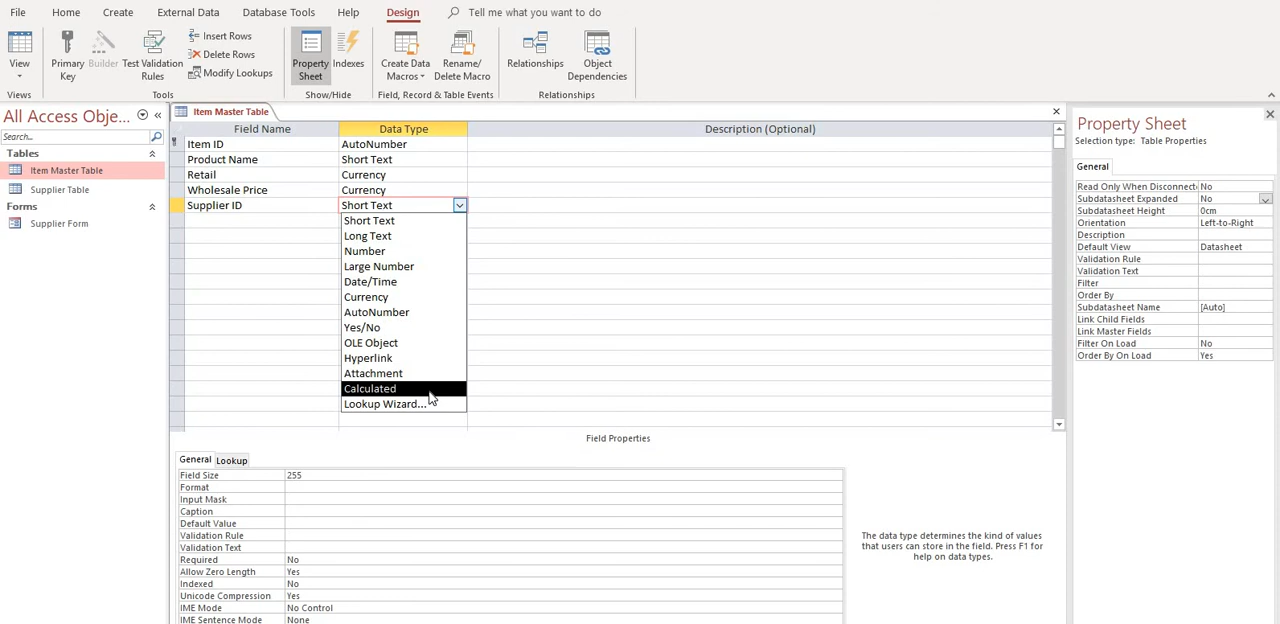 File Home Create External Data Database Tools Help Design Tell me what you want to do
View
Views
Primary Key
Builder
Test Validation Rules
Insert Rows
Delete Rows
Modify Lookups
Tools
Property Sheet
Indexes
Show/Hide
Create Data Macros
Rename/ Delete Macro
Field, Record & Table Events
Relationships
Object Dependencies
Relationships
All Access Obje...
Search...
Tables
Item Master Table
Supplier Table
Forms
Supplier Form
Item Master Table
Field Name Data Type Description (Optional)
Item ID AutoNumber
Product Name Short Text
Retail Currency
Wholesale Price Currency
Supplier ID Short Text
Short Text
Long Text
Number
Large Number
Date/Time
Currency
AutoNumber
Yes/No
OLE Object
Hyperlink
Attachment
Calculated
Lookup Wizard...
Field Properties
General Lookup
Field Size 255
Format
Input Mask
Caption
Default Value
Validation Rule
Validation Text
Required No
Allow Zero Length Yes
Indexed No
Unicode Compression Yes
IME Mode No Control
IME Sentence Mode None
The data type determines the kind of values
that users can store in the field. Press F1 for
help on data types.
Property Sheet
Selection type: Table Properties
General
Read Only When Disconnect No
Subdatasheet Expanded No
Subdatasheet Height 0cm
Orientation Left-to-Right
Description
Default View Datasheet
Validation Rule
Validation Text
Filter
Order By
Subdatasheet Name [Auto]
Link Child Fields
Link Master Fields
Filter On Load No
Order By On Load Yes